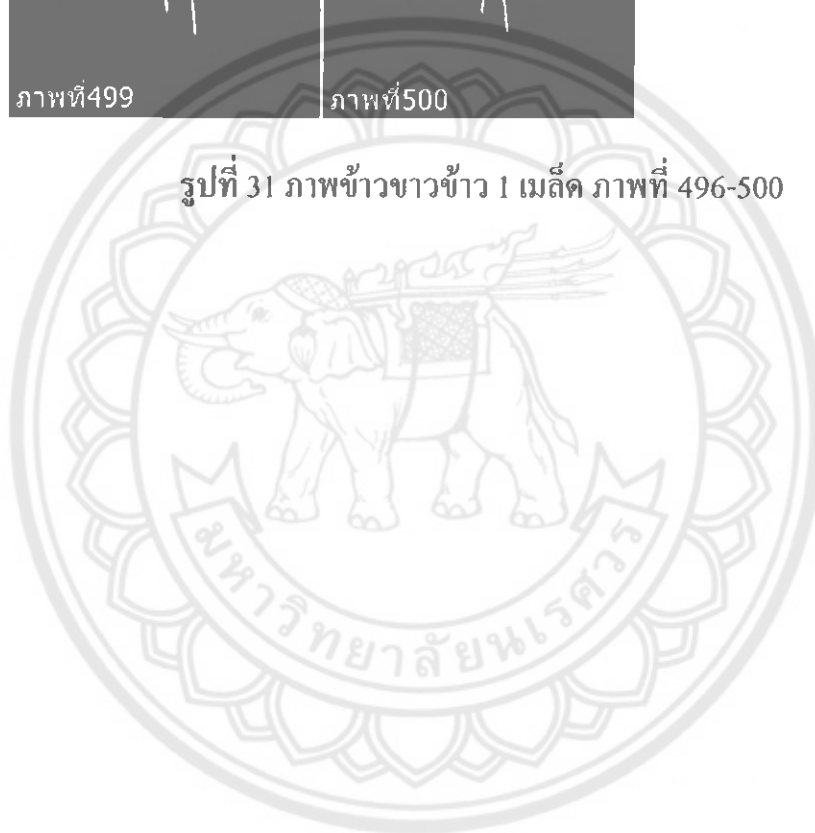 ภาพที่499 ภาพที่500
รูปที่ 31 ภาพข้าวขาวข้าว 1 เมล็ด ภาพที่ 496-500
มหาวิทยาลัยนเรศวร